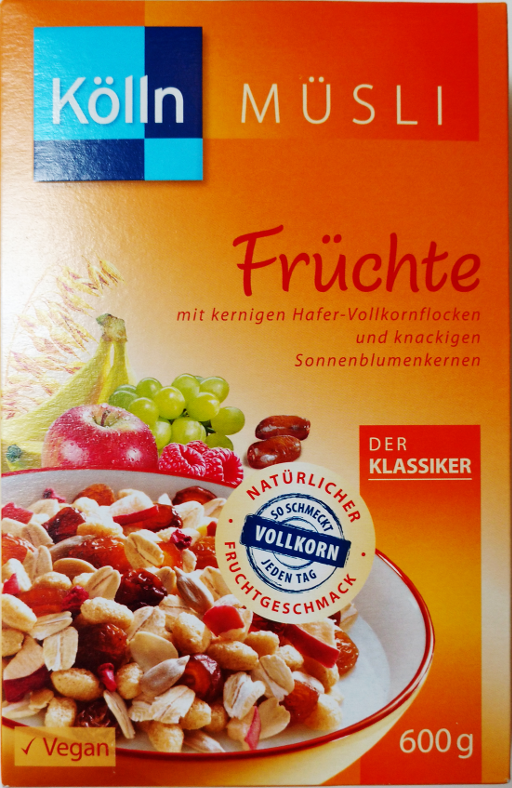 Kölln
MÜSLI
Früchte
mit kernigen Hafer-Vollkornflocken
und knackigen
Sonnenblumenkernen
DER
KLASSIKER
NATÜRLICHER
SO SCHMECKT
VOLLKORN
JEDEN TAG
FRUCHTGESCHMACK
✓ Vegan
600 g